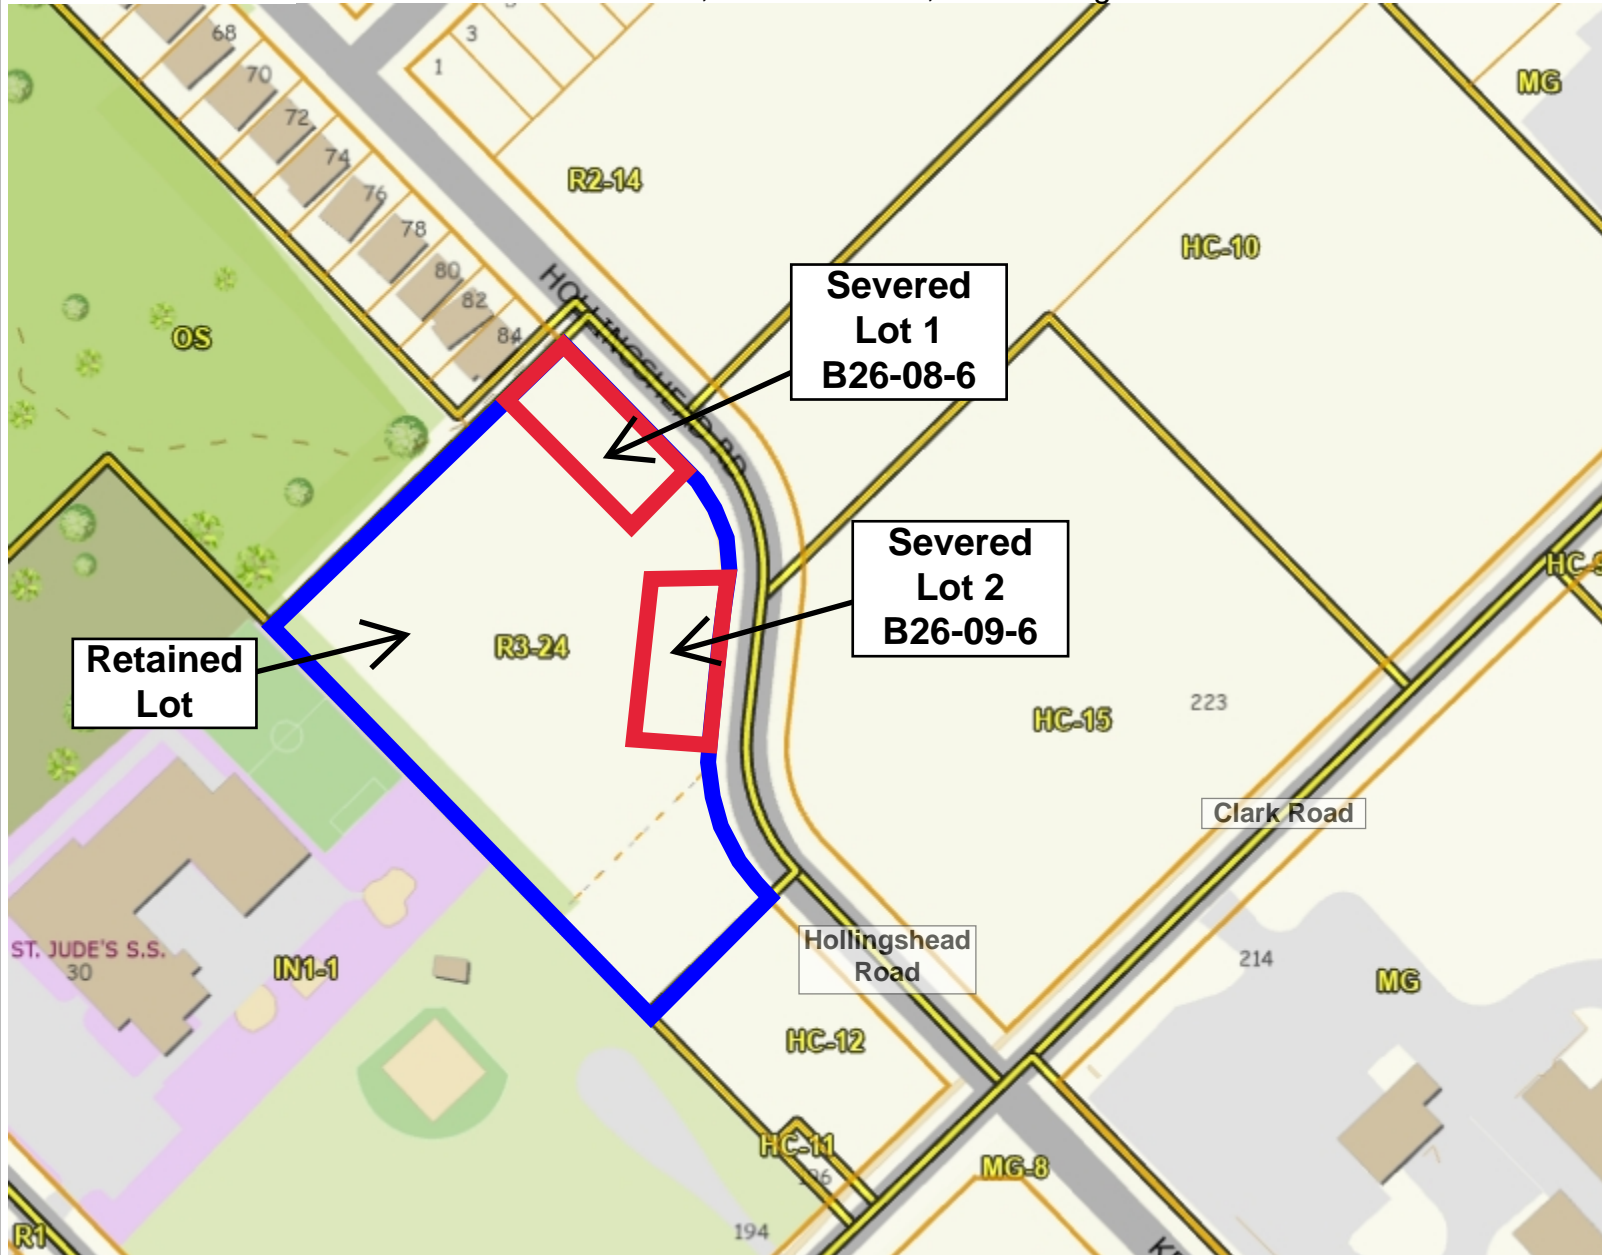 68
3
1
70
MG
72
74
R2-14
76
78
HC-10
80
HOLLINGSHEAD RD
Severed
Lot 1
B26-08-6
82
84
OS
Severed
Lot 2
B26-09-6
R3-24
Retained
Lot
223
HC-15
Clark Road
ST. JUDE'S S.S.
30
IN1-1
Hollingshead
Road
214
MG
HC-12
HC-11
MG-8
194
R1